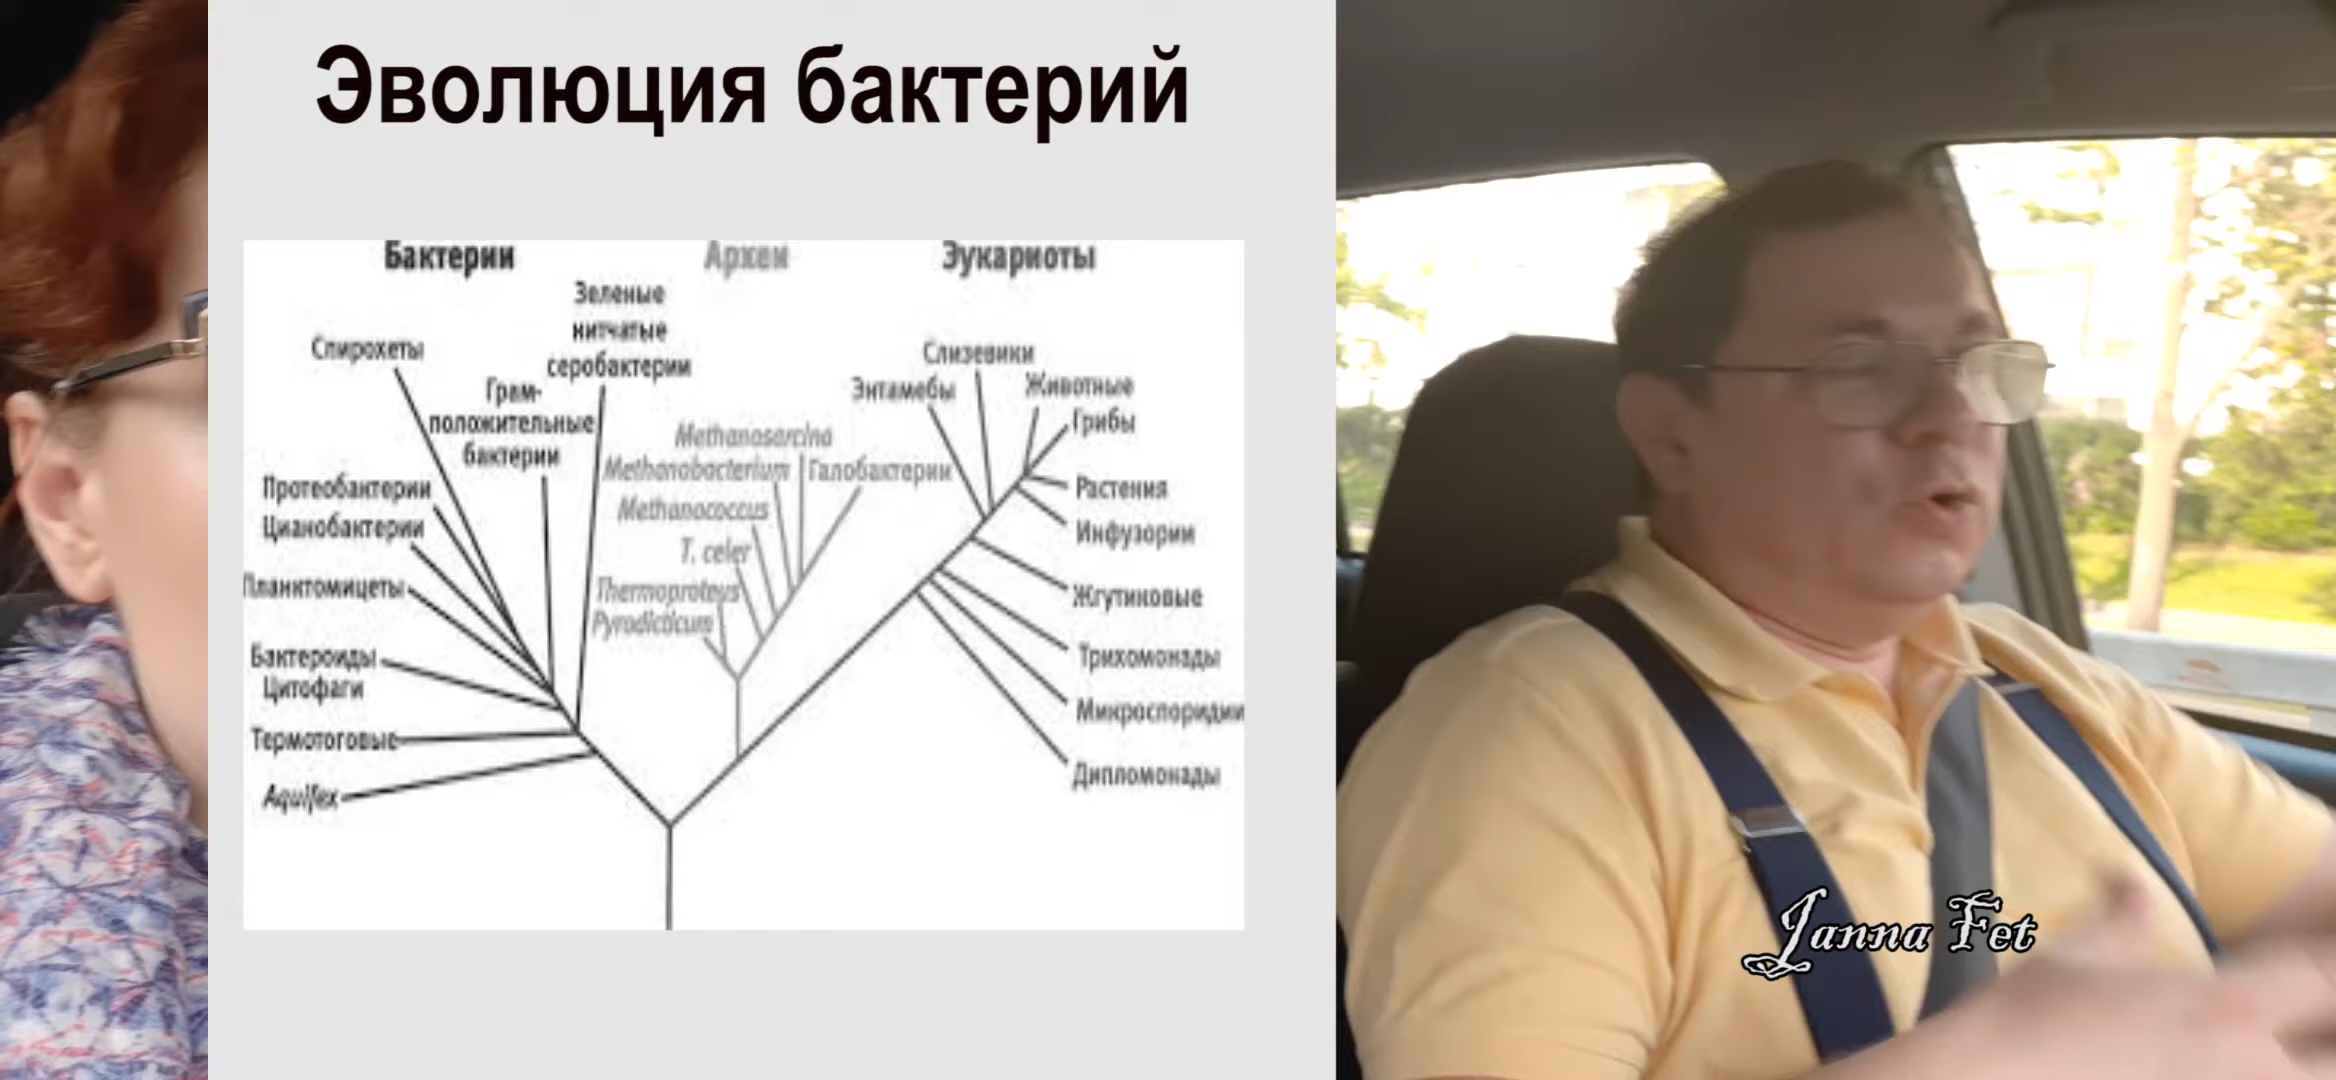 Эволюция бактерий
Бактерии
Археи
Эукариоты
Зеленые
нитчатые
серобактерии
Спирохеты
Грам-
положительные
бактерии
Протеобактерии
Цианобактерии
Планктомицеты
Бактероиды
Цитофаги
Термотоговые
Aquifex
Methanosarcina
Methanobacterium
Галобактерии
Methanococcus
T. celer
Thermoproteus
Pyrodicticum
Слизевики
Энтамебы
Животные
Грибы
Растения
Инфузории
Жгутиковые
Трихомонады
Микроспоридии
Дипломонады
Janna Fet